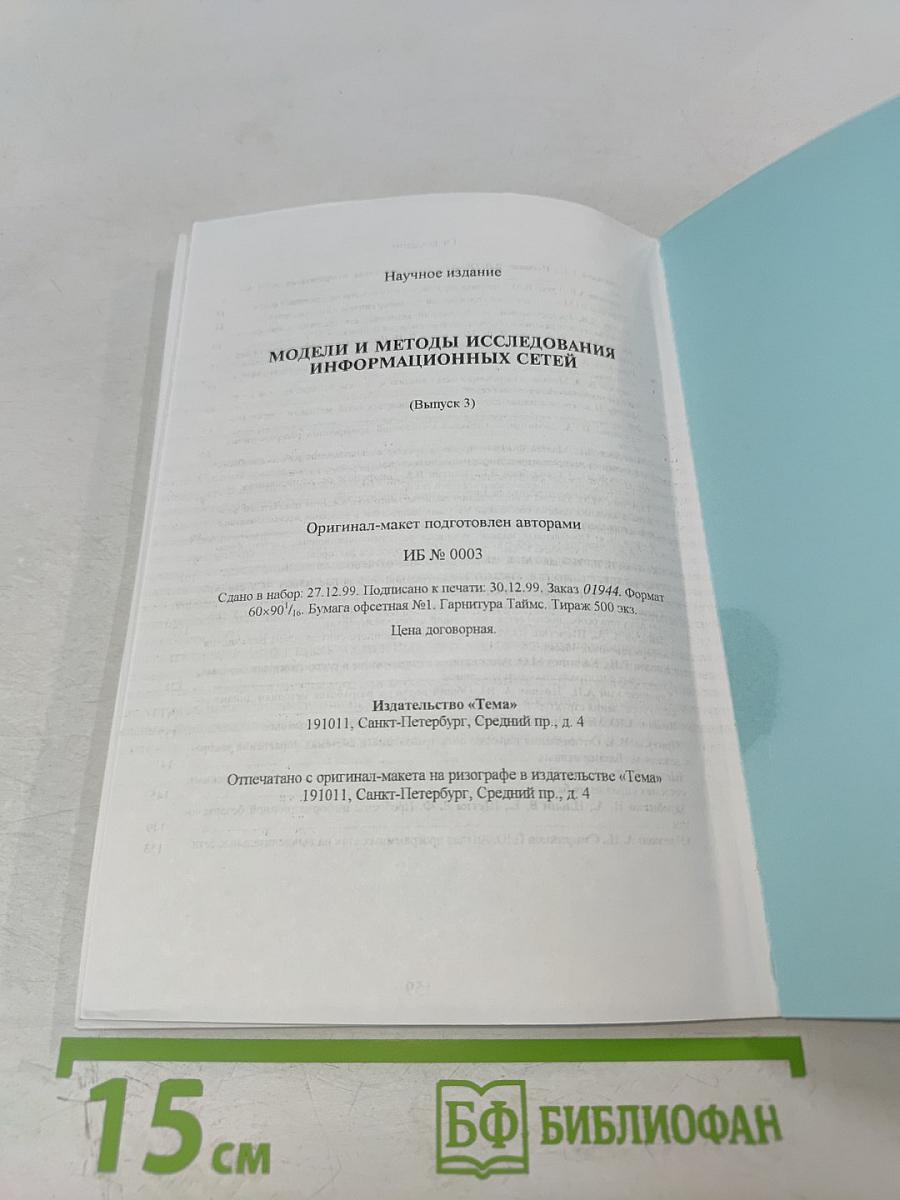 Научное издание
МОДЕЛИ И МЕТОДЫ ИССЛЕДОВАНИЯ
ИНФОРМАЦИОННЫХ СЕТЕЙ
(Выпуск 3)
Оригинал-макет подготовлен авторами
ИБ № 0003
Сдано в набор: 27.12.99. Подписано к печати: 30.12.99. Заказ 01944. Формат
60×90¹/₁₆. Бумага офсетная №1. Гарнитура Таймс. Тираж 500 экз.
Цена договорная.
Издательство «Тема»
191011, Санкт-Петербург, Средний пр., д. 4
Отпечатано с оригинал-макета на ризографе в издательстве «Тема»
191011, Санкт-Петербург, Средний пр., д. 4
15 см
БФ БИБЛИОФАН